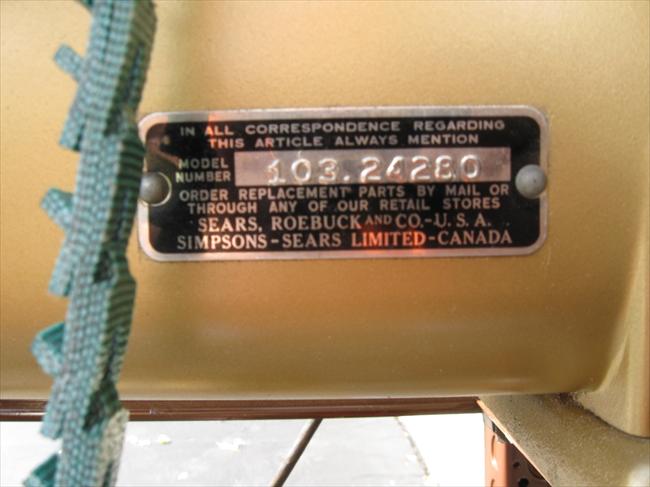 IN ALL CORRESPONDENCE REGARDING
THIS ARTICLE ALWAYS MENTION
MODEL NUMBER 103.24280
ORDER REPLACEMENT PARTS BY MAIL OR
THROUGH ANY OF OUR RETAIL STORES
SEARS, ROEBUCK AND CO.-U.S.A.
SIMPSONS-SEARS LIMITED-CANADA